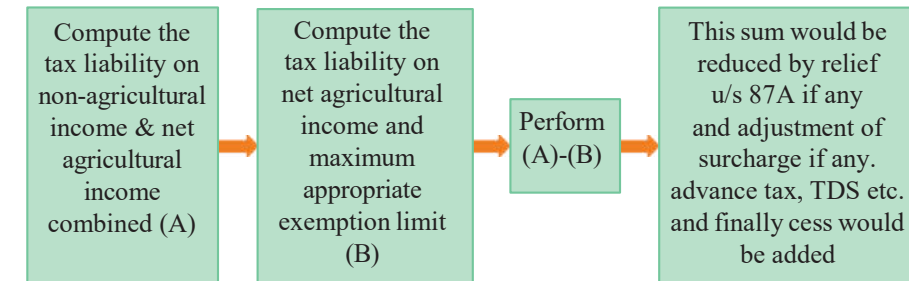 Compute the
tax liability on
non-agricultural
income & net
agricultural
income
combined (A)
Compute the
tax liability on
net agricultural
income and
maximum
appropriate
exemption limit
(B)
Perform
(A)-(B)
This sum would be
reduced by relief
u/s 87A if any
and adjustment of
surcharge if any.
advance tax, TDS etc.
and finally cess would
be added